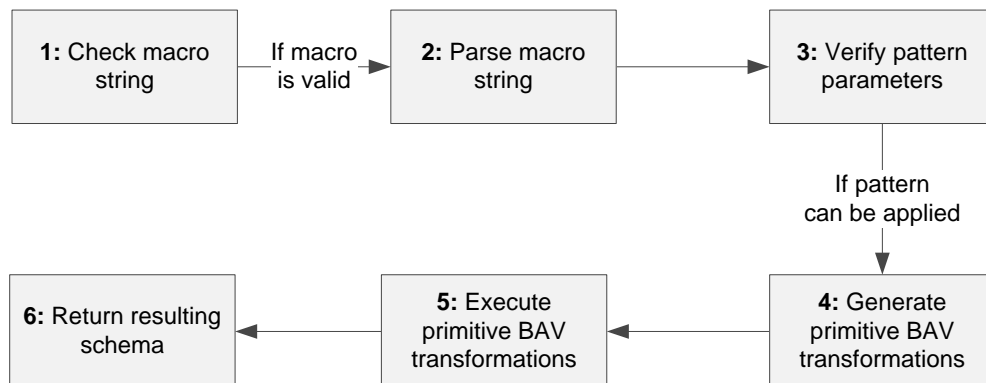 1: Check macro
string
If macro
is valid
2: Parse macro
string
3: Verify pattern
parameters
If pattern
can be applied
4: Generate
primitive BAV
transformations
5: Execute
primitive BAV
transformations
6: Return resulting
schema